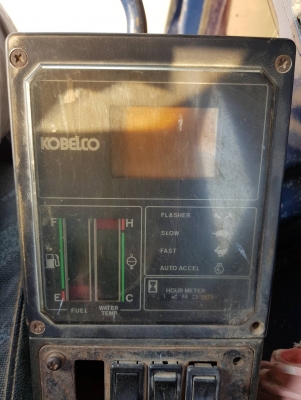 KOBELCO
FLASHER
SLOW
FAST
AUTO ACCEL
F H
E C
FUEL
WATER
TEMP
HOUR METER